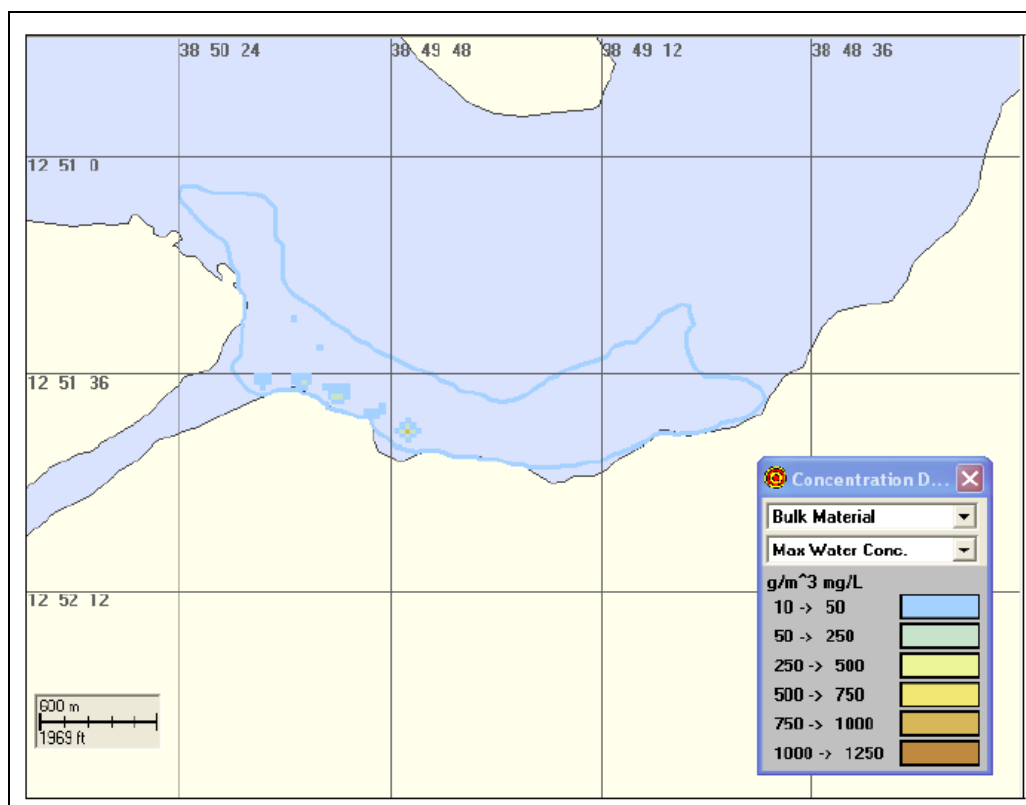 38 50 24
38 49 48
38 49 12
38 48 36
12 51 0
12 51 36
12 52 12
600 m
1969 ft
Concentration D...
Bulk Material
Max Water Conc.
g/m^3 mg/L
10 -> 50
50 -> 250
250 -> 500
500 -> 750
750 -> 1000
1000 -> 1250